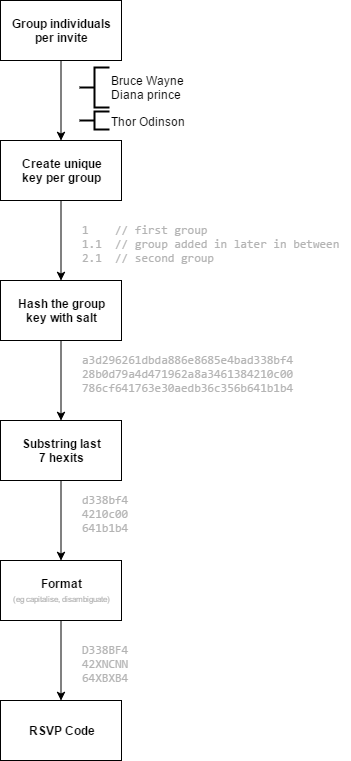 Group individuals
per invite
Bruce Wayne
Diana prince
Thor Odinson
Create unique
key per group
1    // first group
1.1  // group added in later in between
2.1  // second group
Hash the group
key with salt
a3d296261dbda886e8685e4bad338bf4
28b0d79a4d471962a8a3461384210c00
786cf641763e30aedb36c356b641b1b4
Substring last
7 hexits
d338bf4
4210c00
641b1b4
Format
(eg capitalise, disambiguate)
D338BF4
42XNCNN
64XBXB4
RSVP Code